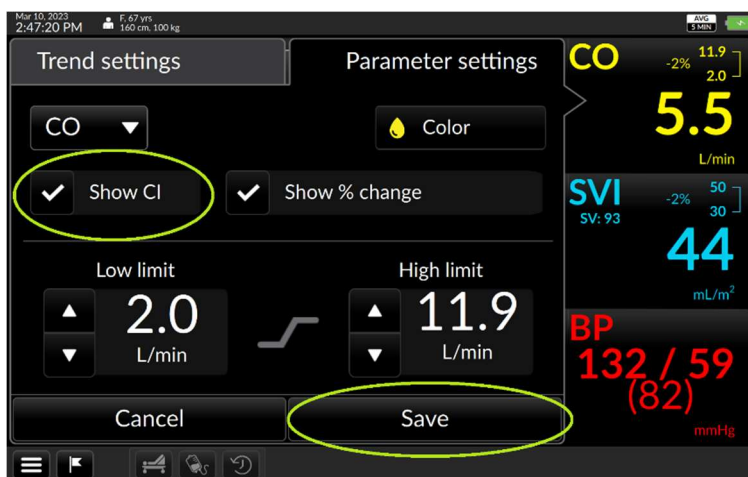 Mar 10, 2023
2:47:20 PM
F, 67 yrs
160 cm, 100 kg
AVG
5 MIN
Trend settings
Parameter settings
CO
Color
Show CI
Show % change
Low limit
High limit
2.0
11.9
L/min
L/min
Cancel
Save
CO
-2%
11.9
2.0
5.5
L/min
SVI
SV: 93
-2%
50
30
44
mL/m²
BP
132 / 59
(82)
mmHg